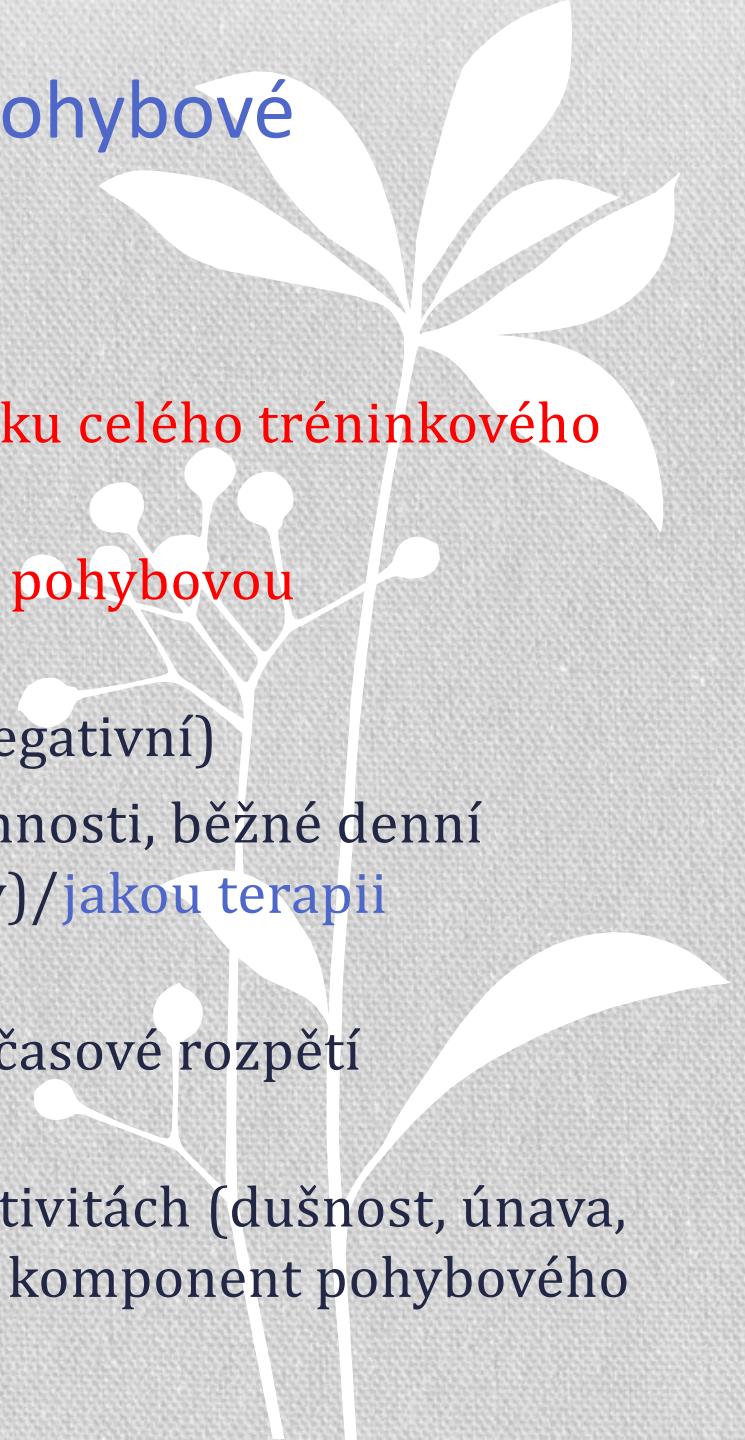 ohybové
ku celého tréninkového
pohybovou
egativní)
nnosti, běžné denní
y)/jakou terapii
časové rozpětí
tivitách (dušnost, únava,
komponent pohybového